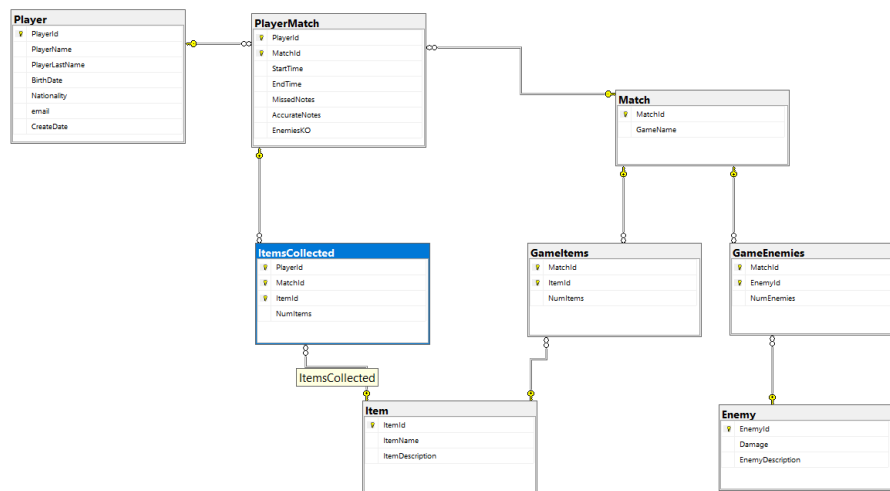 Player
PlayerId
PlayerName
PlayerLastName
BirthDate
Nationality
email
CreateDate
PlayerMatch
PlayerId
MatchId
StartTime
EndTime
MissedNotes
AccurateNotes
EnemiesKO
Match
MatchId
GameName
ItemsCollected
PlayerId
MatchId
ItemId
NumItems
GameItems
MatchId
ItemId
NumItems
GameEnemies
MatchId
EnemyId
NumEnemies
ItemsCollected
Item
ItemId
ItemName
ItemDescription
Enemy
EnemyId
Damage
EnemyDescription